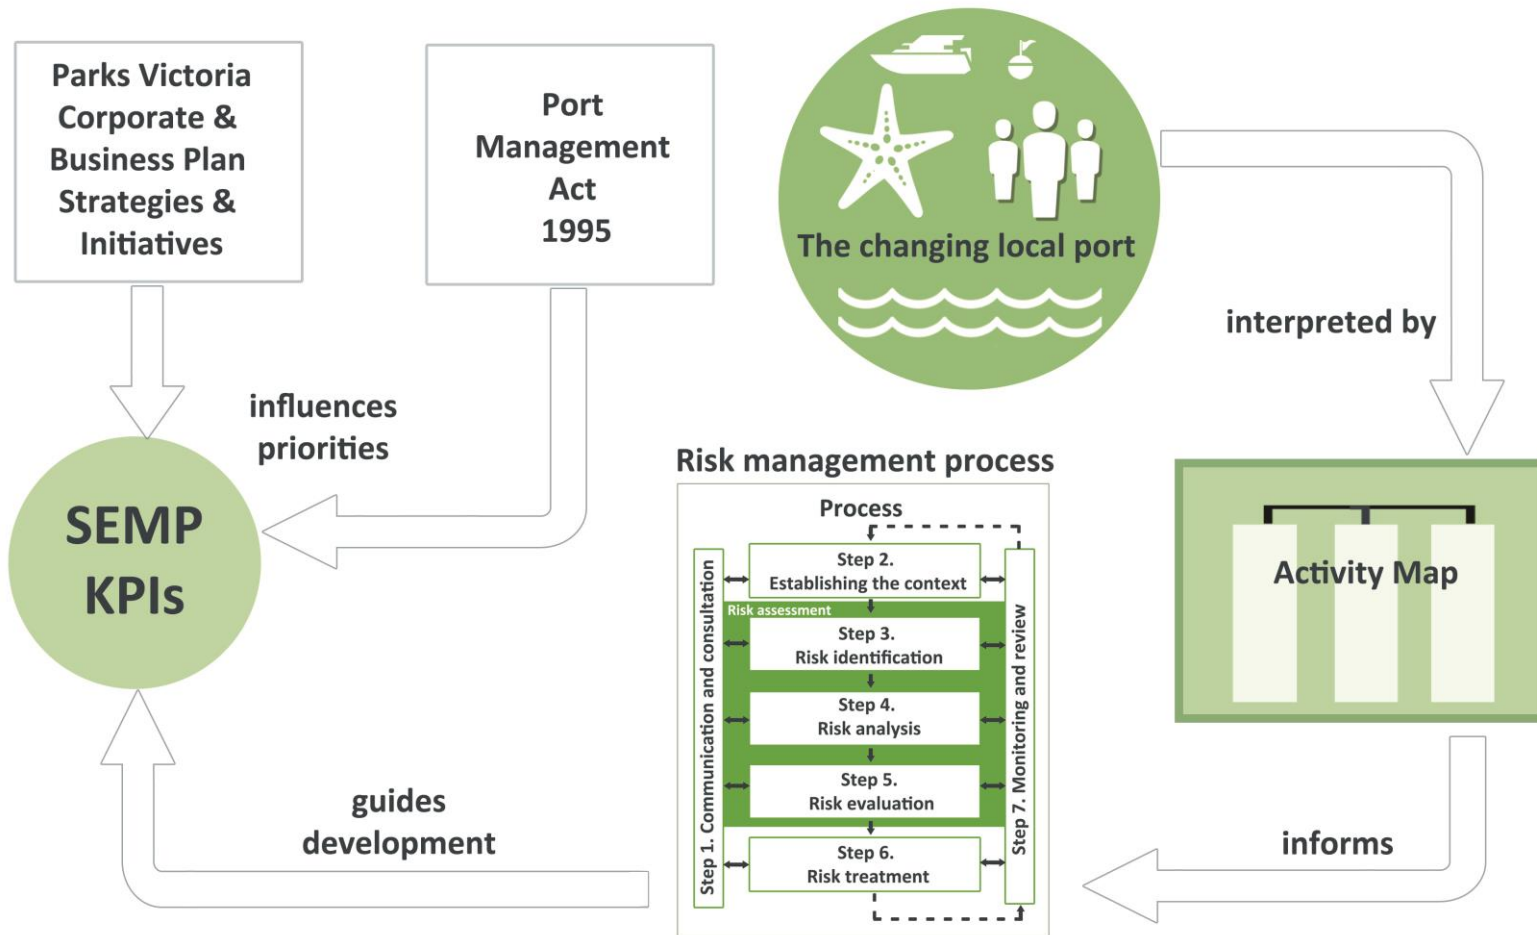 Parks Victoria
Corporate &
Business Plan
Strategies &
Initiatives
Port
Management
Act
1995
The changing local port
interpreted by
influences
priorities
SEMP
KPIs
Risk management process
Process
Step 1. Communication and consultation
Step 2.
Establishing the context
Risk assessment
Step 3.
Risk identification
Step 4.
Risk analysis
Step 5.
Risk evaluation
Step 6.
Risk treatment
Step 7. Monitoring and review
Activity Map
guides
development
informs